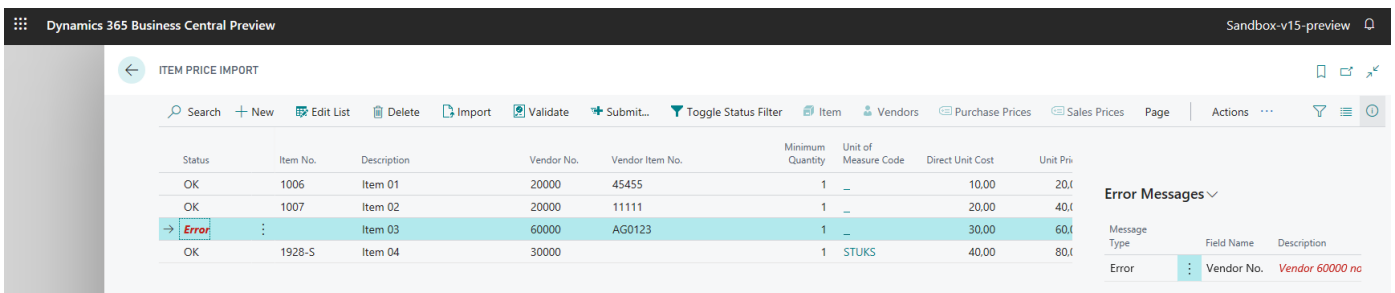 Dynamics 365 Business Central Preview Sandbox-v15-preview
ITEM PRICE IMPORT
Search New Edit List Delete Import Validate Submit... Toggle Status Filter Item Vendors Purchase Prices Sales Prices Page Actions ...
Minimum Unit of
Status Item No. Description Vendor No. Vendor Item No. Quantity Measure Code Direct Unit Cost Unit Pri
OK 1006 Item 01 20000 45455 1 _ 10,00 20,(
OK 1007 Item 02 20000 11111 1 _ 20,00 40,(
Error Item 03 60000 AG0123 1 _ 30,00 60,(
OK 1928-S Item 04 30000 1 STUKS 40,00 80,(
Error Messages
Message
Type Field Name Description
Error Vendor No. Vendor 60000 no